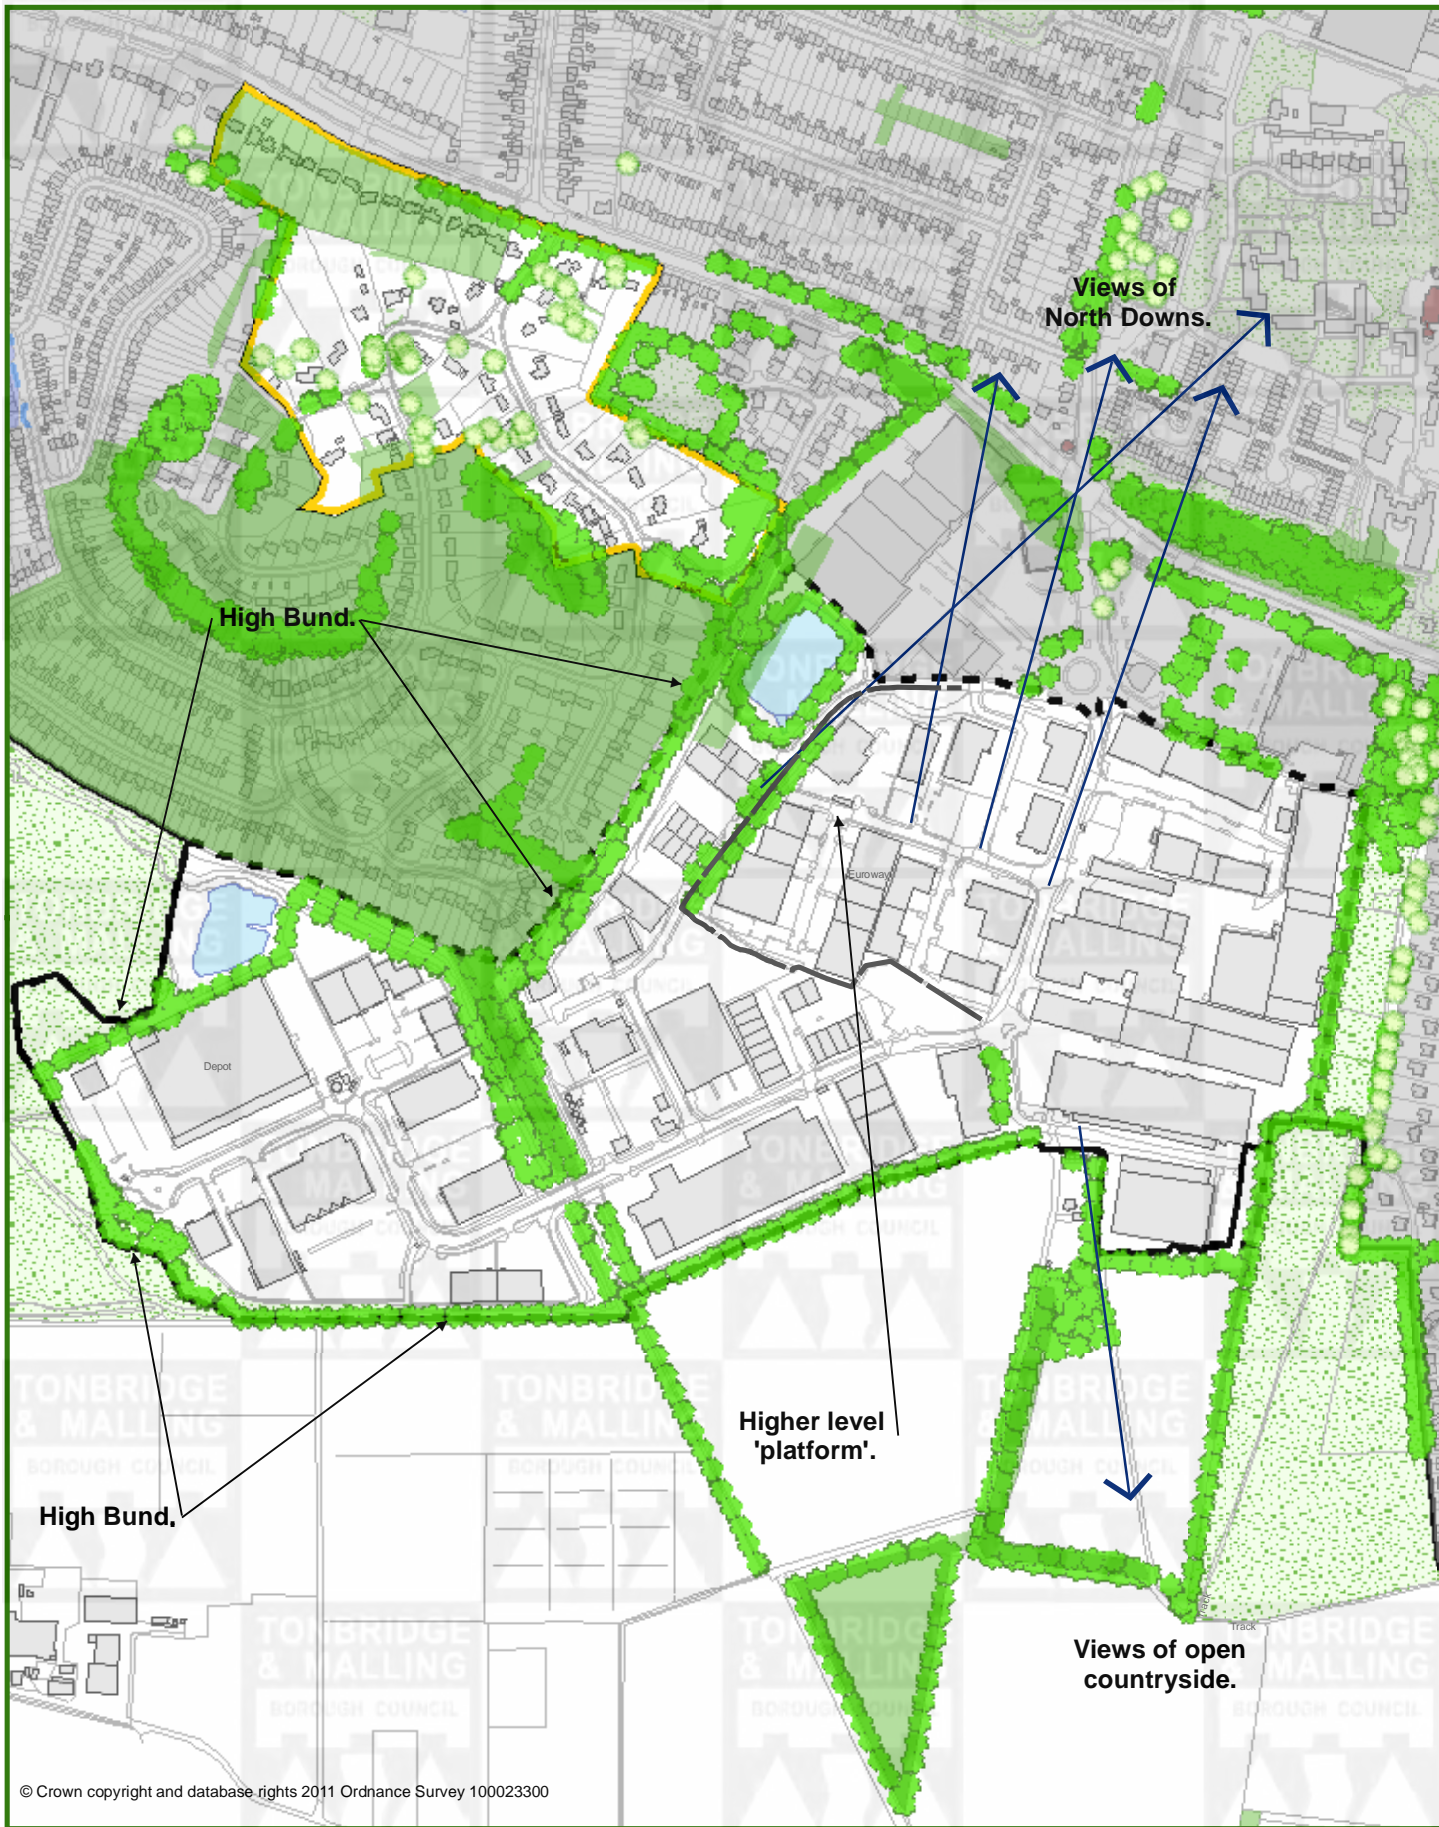 Views of
North Downs.
High Bund.
Euroway
Depot
Higher level
'platform'.
High Bund.
Track
Track
Views of open
countryside.
TONBRIDGE
& MALLING
BOROUGH COUNCIL
© Crown copyright and database rights 2011 Ordnance Survey 100023300